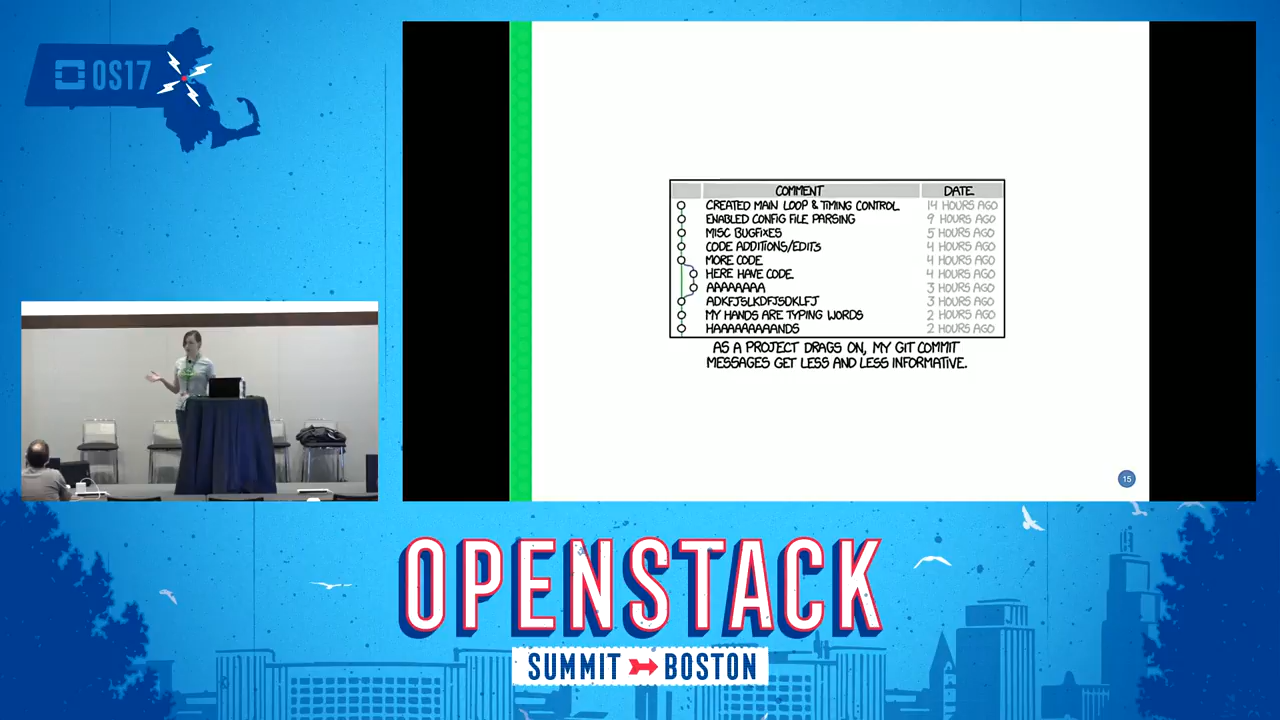 OS17
COMMENT DATE
CREATED MAIN LOOP & TIMING CONTROL 14 HOURS AGO
ENABLED CONFIG FILE PARSING 9 HOURS AGO
MISC BUGFIXES 5 HOURS AGO
CODE ADDITIONS/EDITS 4 HOURS AGO
MORE CODE 4 HOURS AGO
HERE HAVE CODE 4 HOURS AGO
AAAAAAAA 3 HOURS AGO
ADKFJSLKDFJSDKLFJ 3 HOURS AGO
MY HANDS ARE TYPING WORDS 2 HOURS AGO
HAAAAAAAAANDS 2 HOURS AGO
AS A PROJECT DRAGS ON, MY GIT COMMIT
MESSAGES GET LESS AND LESS INFORMATIVE.
15
OPENSTACK
SUMMIT BOSTON